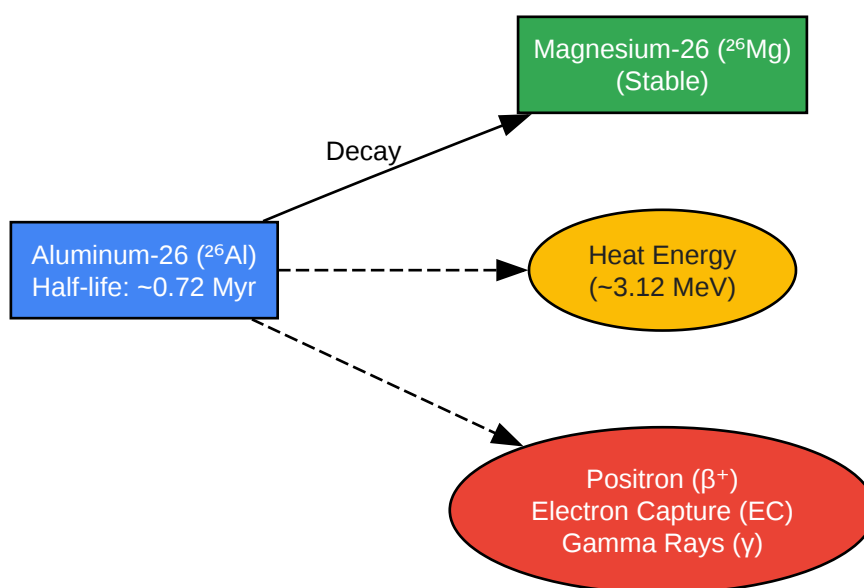 Magnesium-26 (²⁶Mg)
(Stable)
Decay
Aluminum-26 (²⁶Al)
Half-life: ~0.72 Myr
Heat Energy
(~3.12 MeV)
Positron (β⁺)
Electron Capture (EC)
Gamma Rays (γ)